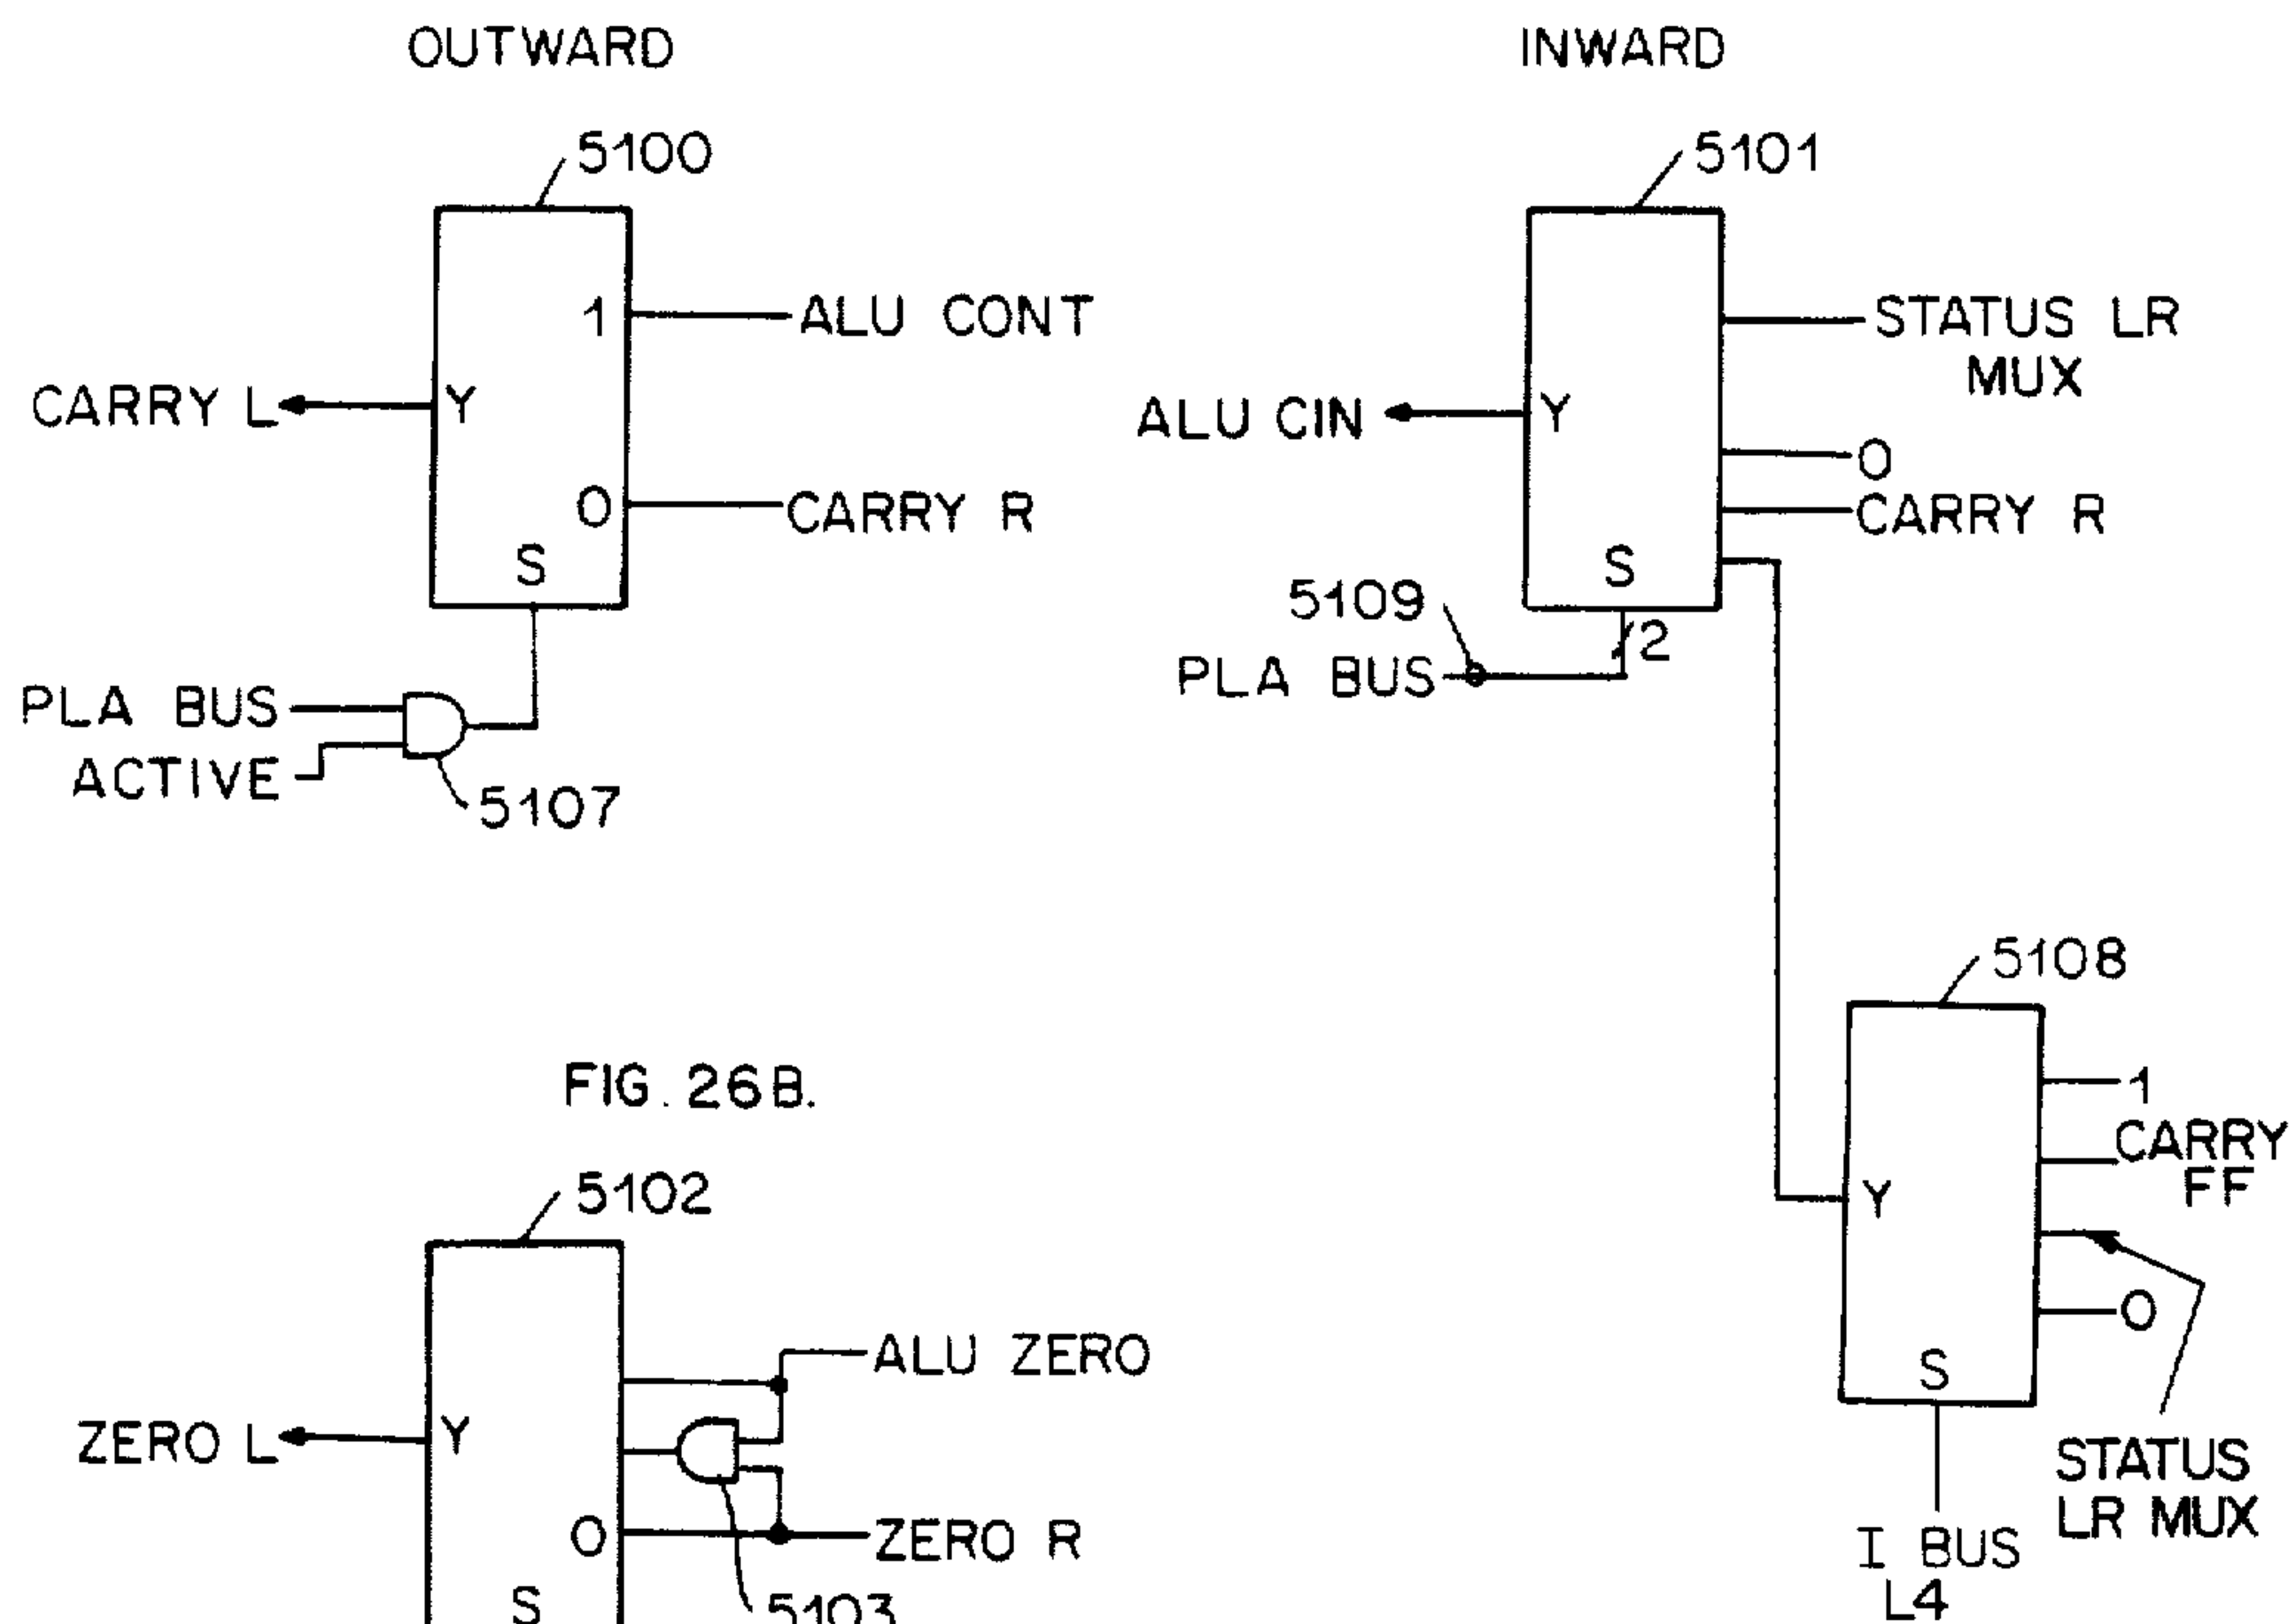 OUTWARD
INWARD
5100
5101
1
ALU CONT
STATUS LR
MUX
CARRY L
Y
ALU CIN
Y
0
0
CARRY R
CARRY R
S
S
5109
2
PLA BUS
PLA BUS
ACTIVE
5107
5108
FIG. 26B.
1
CARRY
FF
5102
Y
0
ALU ZERO
S
ZERO L
Y
STATUS
LR MUX
0
ZERO R
I BUS
L4
S
5103